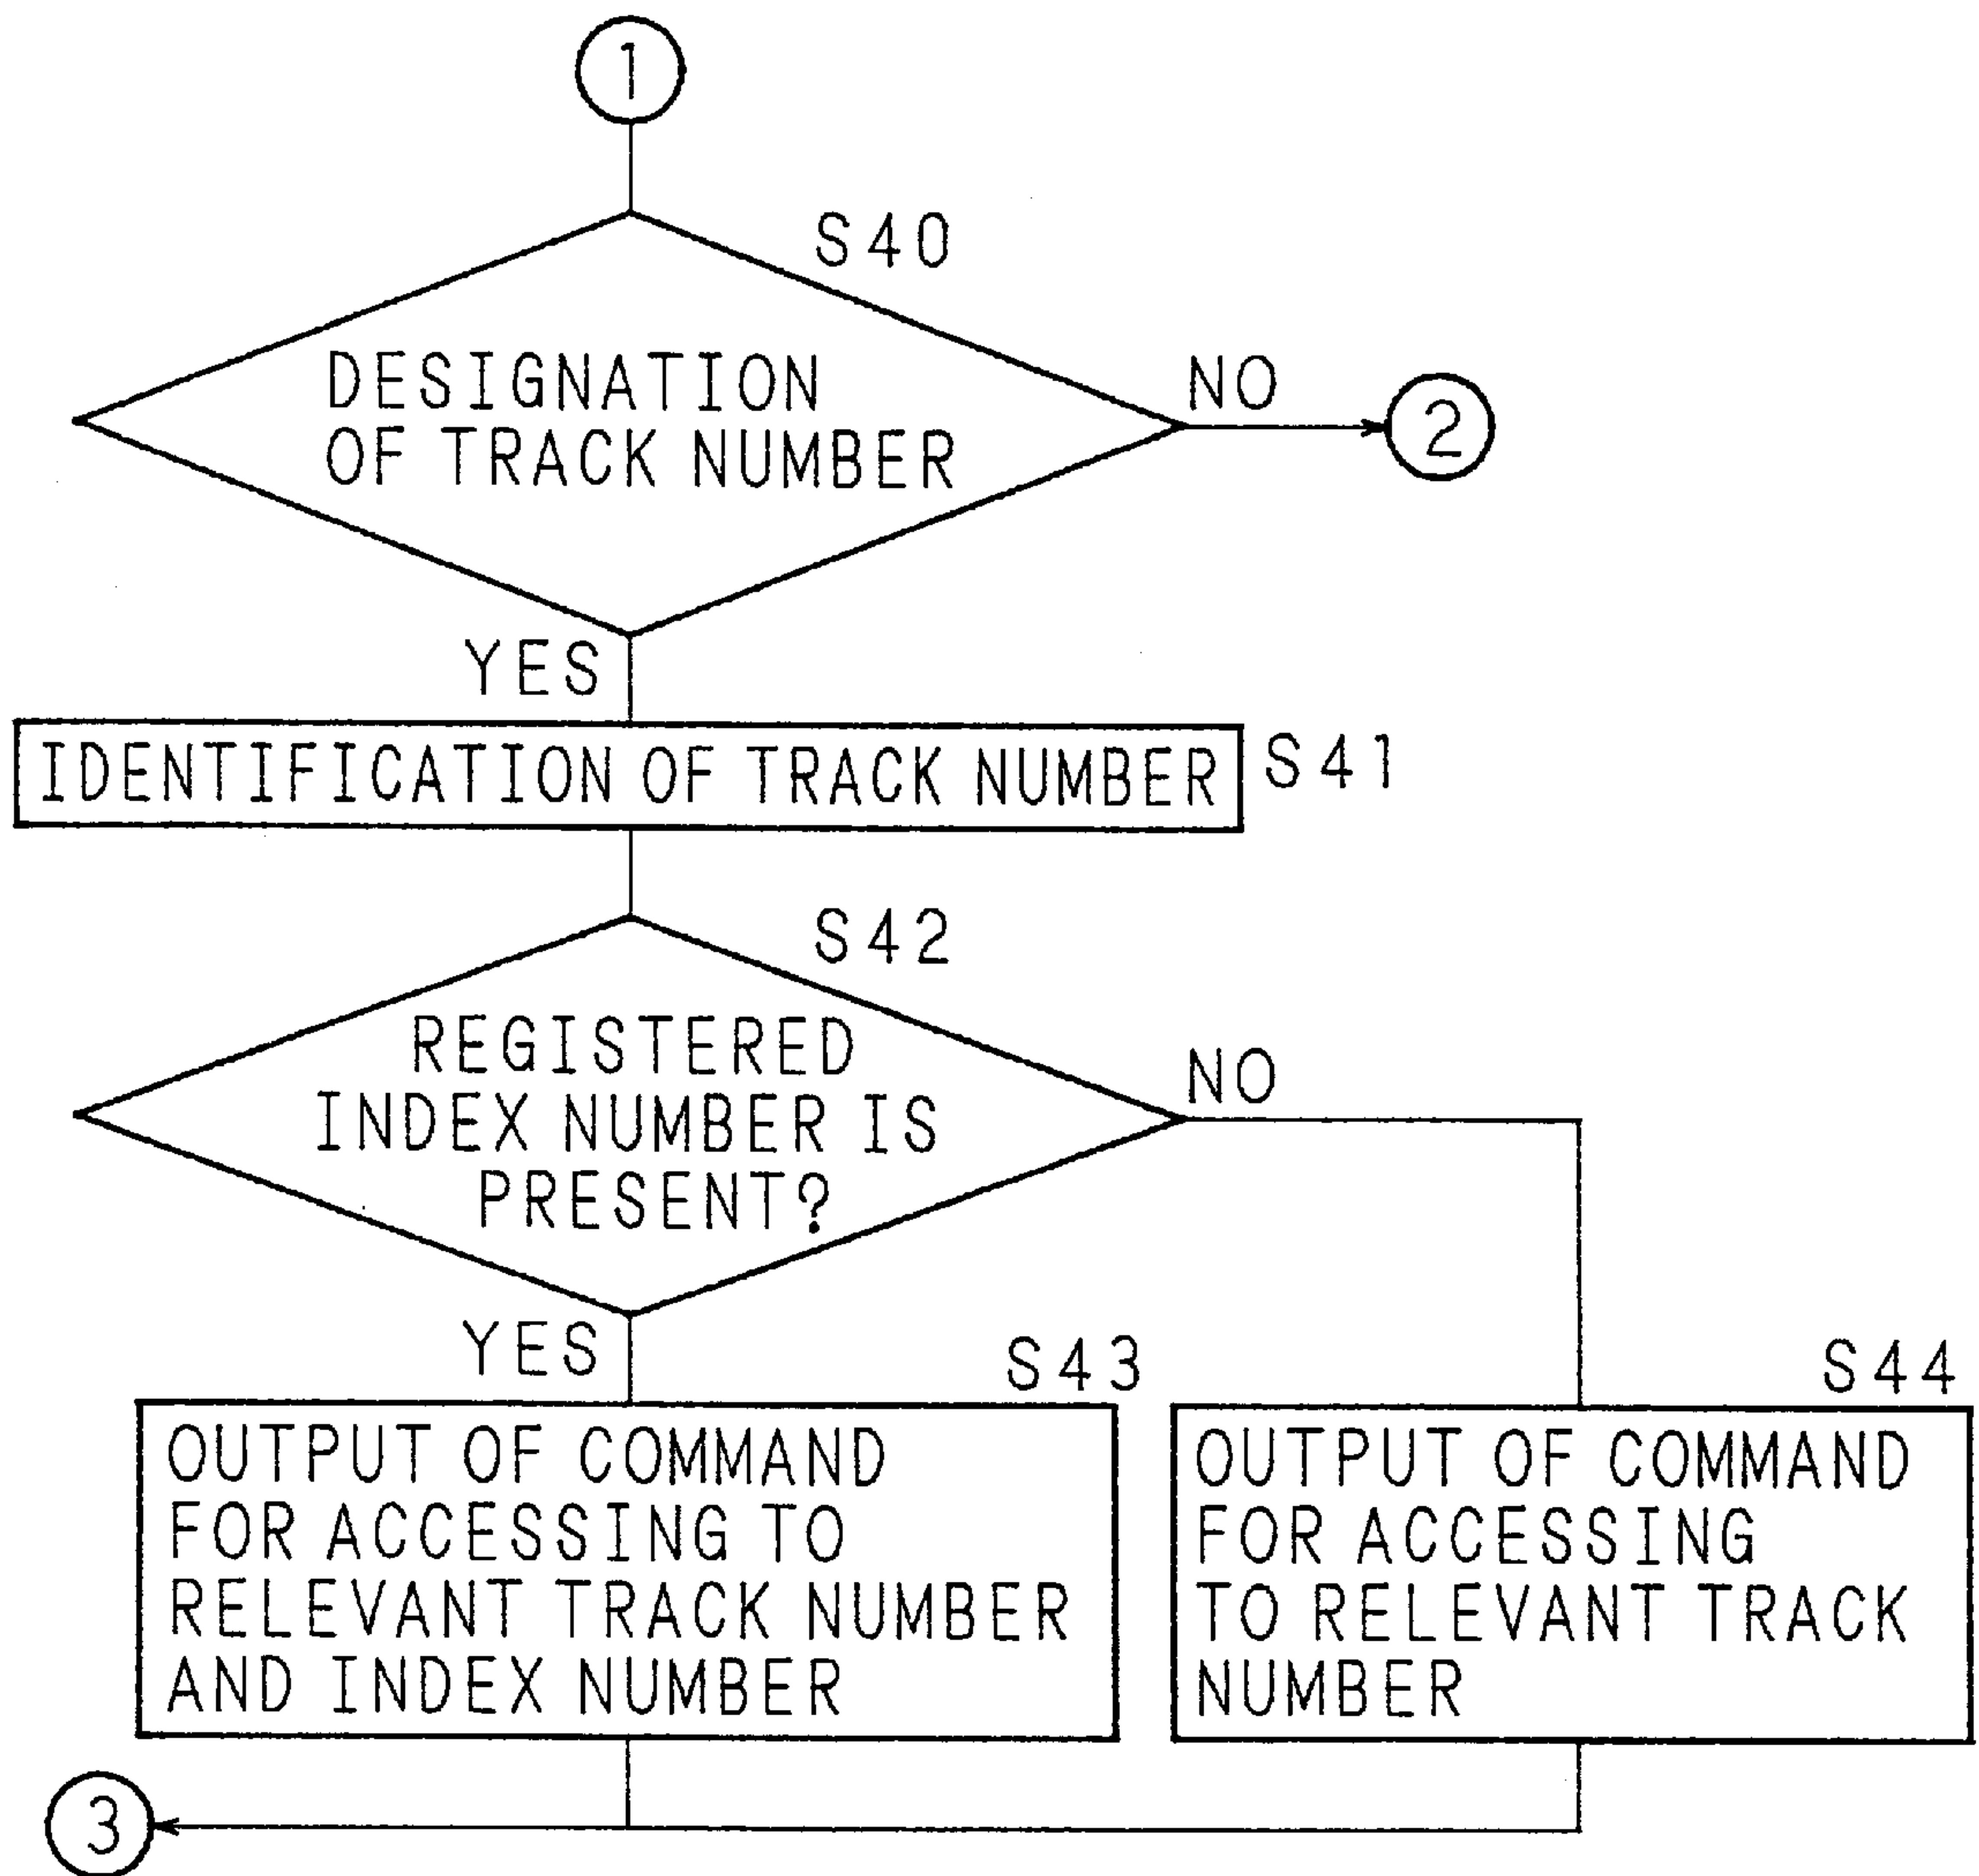 1
S40
DESIGNATION
OF TRACK NUMBER
NO
2
YES
IDENTIFICATION OF TRACK NUMBER
S41
S42
REGISTERED
INDEX NUMBER IS
PRESENT?
NO
YES
S43
OUTPUT OF COMMAND
FOR ACCESSING TO
RELEVANT TRACK NUMBER
AND INDEX NUMBER
S44
OUTPUT OF COMMAND
FOR ACCESSING
TO RELEVANT TRACK
NUMBER
3